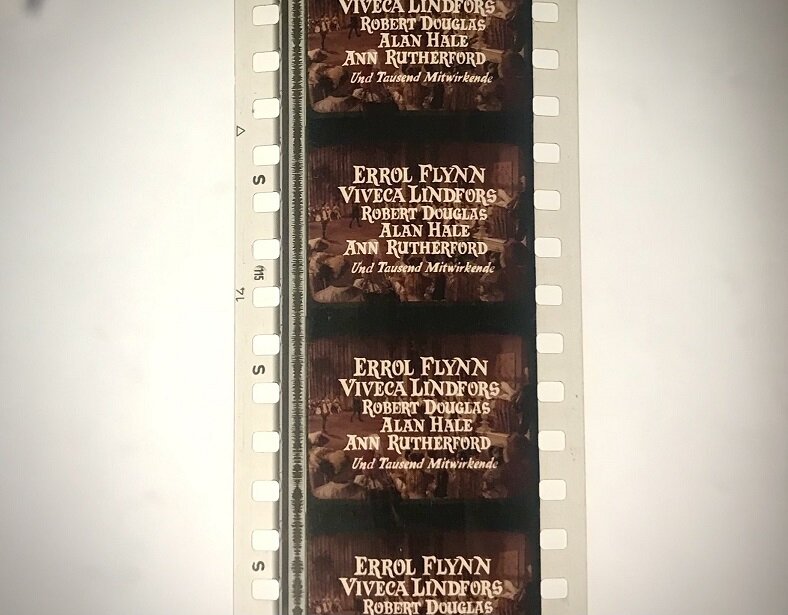 VIVECA LINDFORS
ROBERT DOUGLAS
ALAN HALE
ANN RUTHERFORD
Und Tausend Mitwirkende
ERROL FLYNN
VIVECA LINDFORS
ROBERT DOUGLAS
ALAN HALE
ANN RUTHERFORD
Und Tausend Mitwirkende
ERROL FLYNN
VIVECA LINDFORS
ROBERT DOUGLAS
ALAN HALE
ANN RUTHERFORD
Und Tausend Mitwirkende
ERROL FLYNN
VIVECA LINDFORS
ROBERT DOUGLAS
S
115
14
S
S